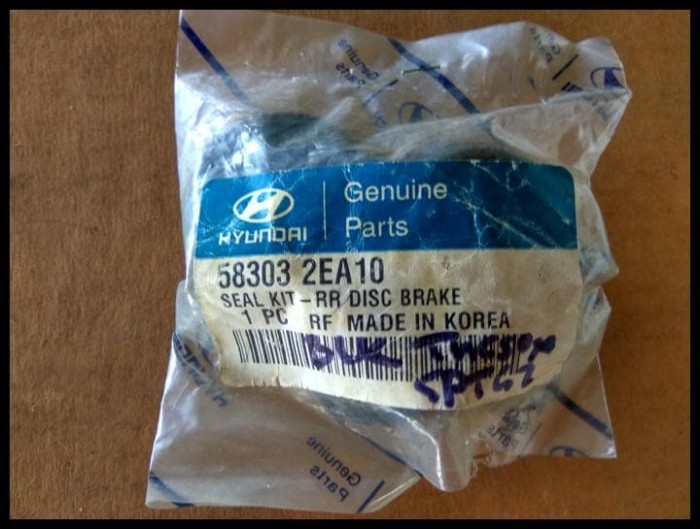 Genuine
Parts
HYUNDAI
Genuine
Parts
58303 2EA10
SEAL KIT-RR DISC BRAKE
1 PC RF MADE IN KOREA
Genuine
Parts